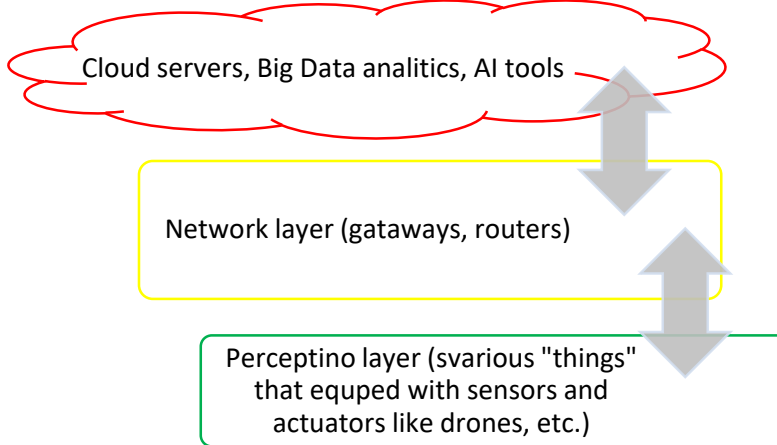 Cloud servers, Big Data analitics, AI tools
Network layer (gataways, routers)
Perceptino layer (svarious "things"
that equped with sensors and
actuators like drones, etc.)